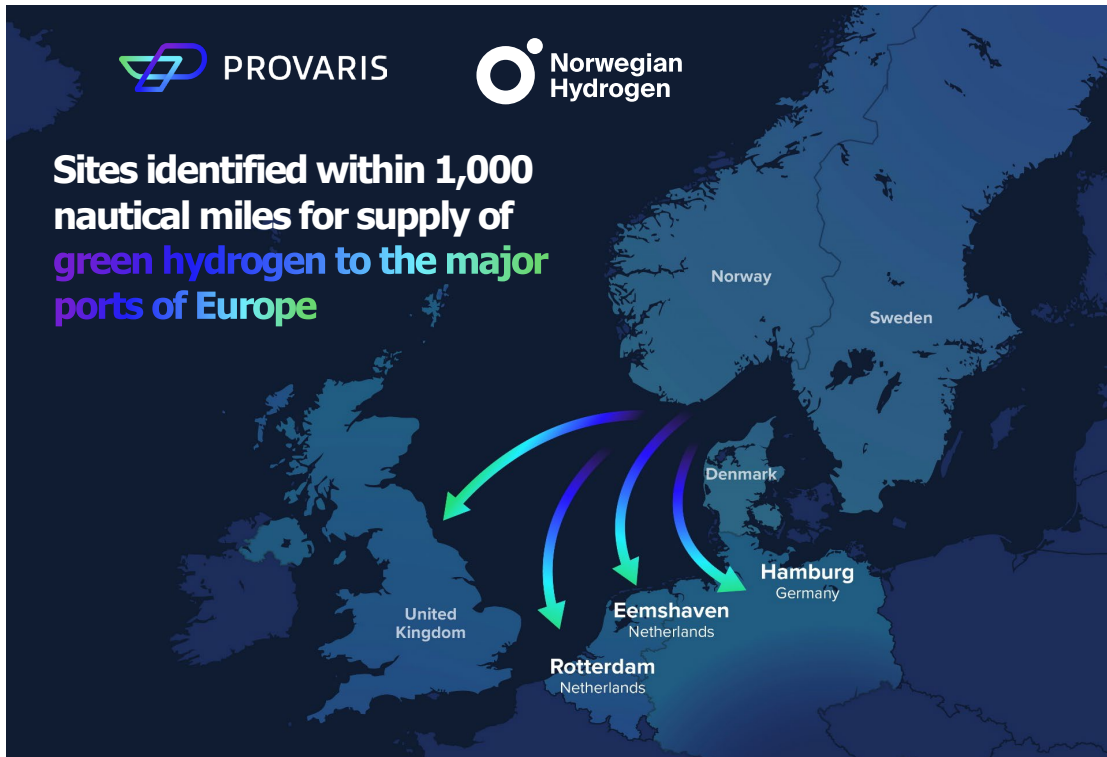 PROVARIS
Norwegian
Hydrogen
Sites identified within 1,000
nautical miles for supply of
green hydrogen to the major
ports of Europe
Norway
Sweden
Denmark
Hamburg
Germany
Eemshaven
Netherlands
United
Kingdom
Rotterdam
Netherlands